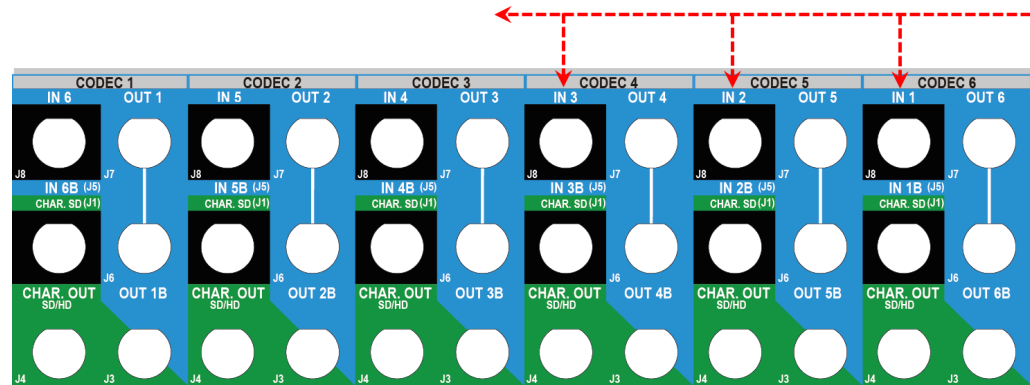 CODEC 1 CODEC 2 CODEC 3 CODEC 4 CODEC 5 CODEC 6
IN 6 OUT 1 IN 5 OUT 2 IN 4 OUT 3 IN 3 OUT 4 IN 2 OUT 5 IN 1 OUT 6
J8 J7 J8 J7 J8 J7 J8 J7 J8 J7 J8 J7
IN 6B (J5) IN 5B (J5) IN 4B (J5) IN 3B (J5) IN 2B (J5) IN 1B (J5)
CHAR. SD (J1) CHAR. SD (J1) CHAR. SD (J1) CHAR. SD (J1) CHAR. SD (J1) CHAR. SD (J1)
J6 J6 J6 J6 J6 J6
CHAR. OUT OUT 1B CHAR. OUT OUT 2B CHAR. OUT OUT 3B CHAR. OUT OUT 4B CHAR. OUT OUT 5B CHAR. OUT OUT 6B
SD/HD SD/HD SD/HD SD/HD SD/HD SD/HD
J4 J3 J4 J3 J4 J3 J4 J3 J4 J3 J4 J3